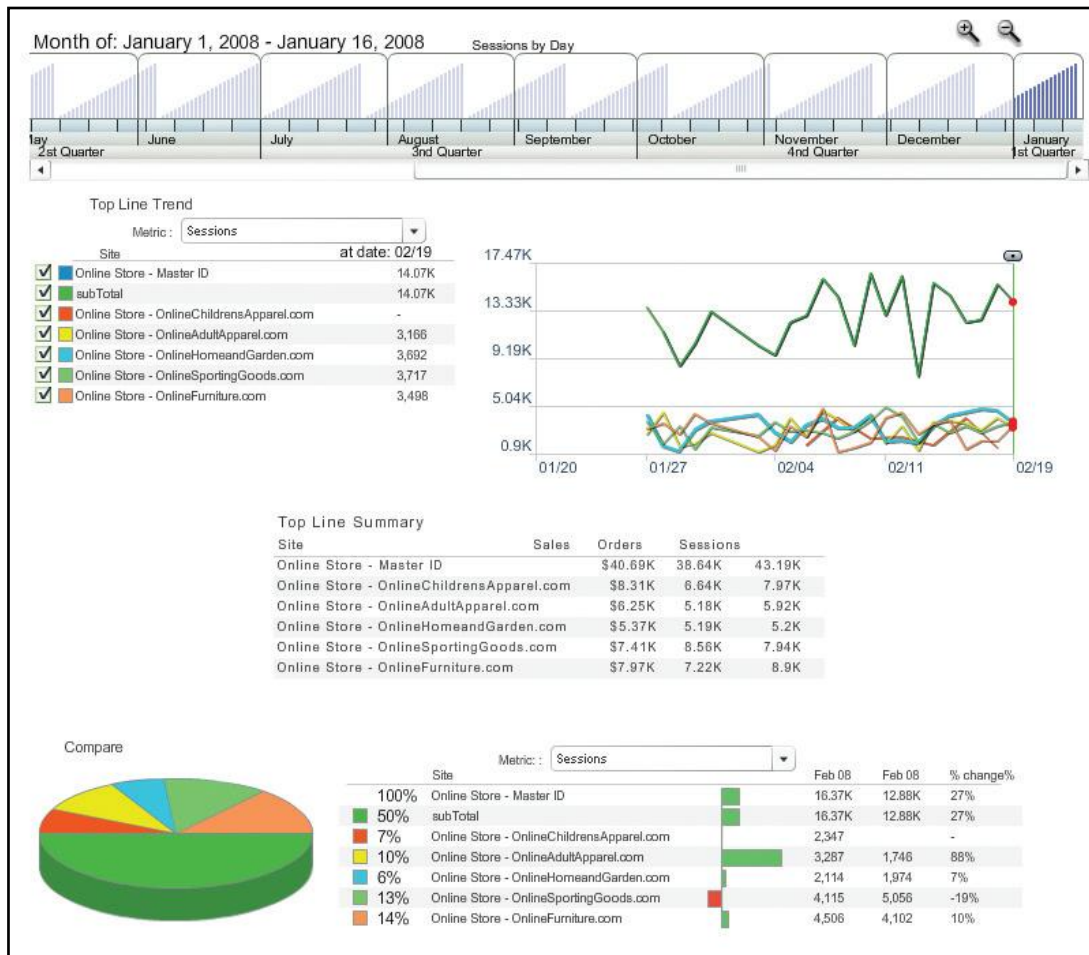 Month of: January 1, 2008 - January 16, 2008 Sessions by Day
May June July August September October November December January
2st Quarter 3nd Quarter 4nd Quarter 1st Quarter
Top Line Trend
Metric : Sessions
Site at date: 02/19
Online Store - Master ID 14.07K
subTotal 14.07K
Online Store - OnlineChildrensApparel.com -
Online Store - OnlineAdultApparel.com 3,166
Online Store - OnlineHomeandGarden.com 3,692
Online Store - OnlineSportingGoods.com 3,717
Online Store - OnlineFurniture.com 3,498
17.47K
13.33K
9.19K
5.04K
0.9K
01/20 01/27 02/04 02/11 02/19
Top Line Summary
Site Sales Orders Sessions
Online Store - Master ID $40.69K 38.64K 43.19K
Online Store - OnlineChildrensApparel.com $8.31K 6.64K 7.97K
Online Store - OnlineAdultApparel.com $6.25K 5.18K 5.92K
Online Store - OnlineHomeandGarden.com $5.37K 5.19K 5.2K
Online Store - OnlineSportingGoods.com $7.41K 8.56K 7.94K
Online Store - OnlineFurniture.com $7.97K 7.22K 8.9K
Compare
Metric: : Sessions
Site Feb 08 Feb 08 % change%
100% Online Store - Master ID 16.37K 12.88K 27%
50% subTotal 16.37K 12.88K 27%
7% Online Store - OnlineChildrensApparel.com 2,347 -
10% Online Store - OnlineAdultApparel.com 3,287 1,746 88%
6% Online Store - OnlineHomeandGarden.com 2,114 1,974 7%
13% Online Store - OnlineSportingGoods.com 4,115 5,056 -19%
14% Online Store - OnlineFurniture.com 4,506 4,102 10%